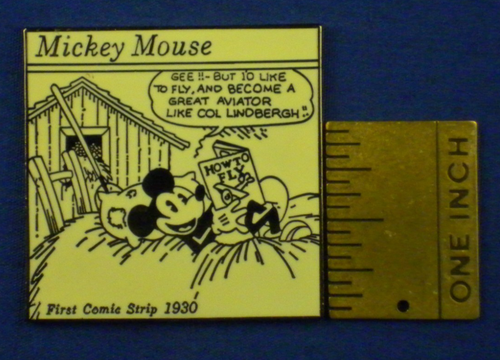 Mickey Mouse
GEE !!- BUT I'D LIKE
TO FLY, AND BECOME A
GREAT AVIATOR
LIKE COL LINDBERGH!!
HOW TO
FLY
First Comic Strip 1930
ONE INCH